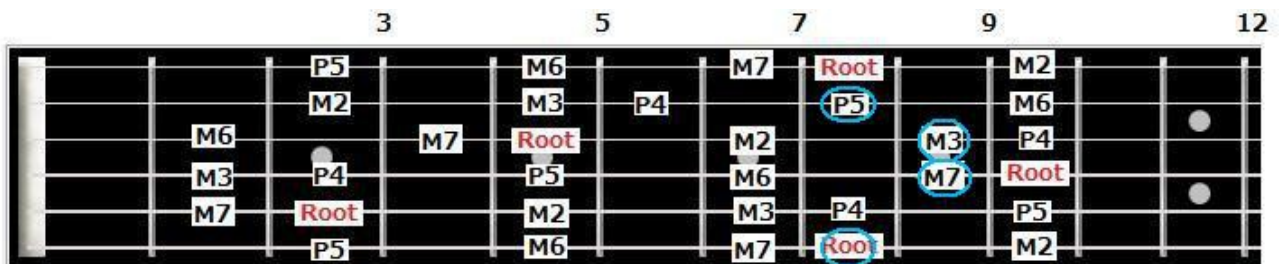 3 5 7 9 12
P5 M6 M7 Root M2
M2 M3 P4 P5 M6
M6 M7 Root M2 M3 P4
M3 P4 P5 M6 M7 Root
M7 Root M2 M3 P4 P5
P5 M6 M7 Root M2